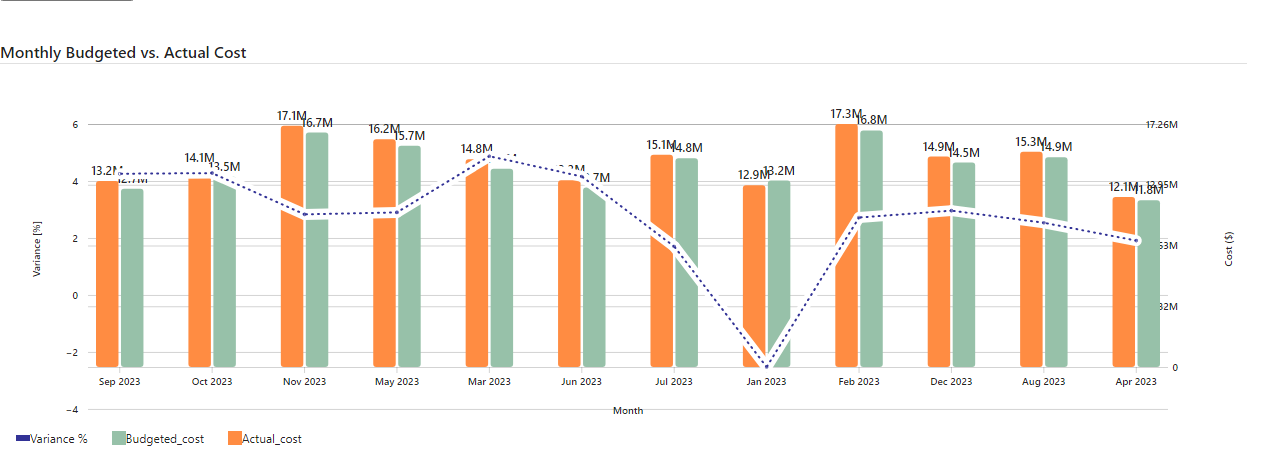 Monthly Budgeted vs. Actual Cost
17.1M 16.7M 17.3M 16.8M
16.2M 15.7M 15.3M 14.9M
14.1M 13.5M 14.8M 15.1M 14.8M 14.9M 14.5M
13.2M 12.7M 12.9M 13.2M 12.1M 11.8M
6 17.26M
4
2
0
−2 0
−4
Variance [%]
Cost ($)
Sep 2023 Oct 2023 Nov 2023 May 2023 Mar 2023 Jun 2023 Jul 2023 Jan 2023 Feb 2023 Dec 2023 Aug 2023 Apr 2023
Month
Variance % Budgeted_cost Actual_cost